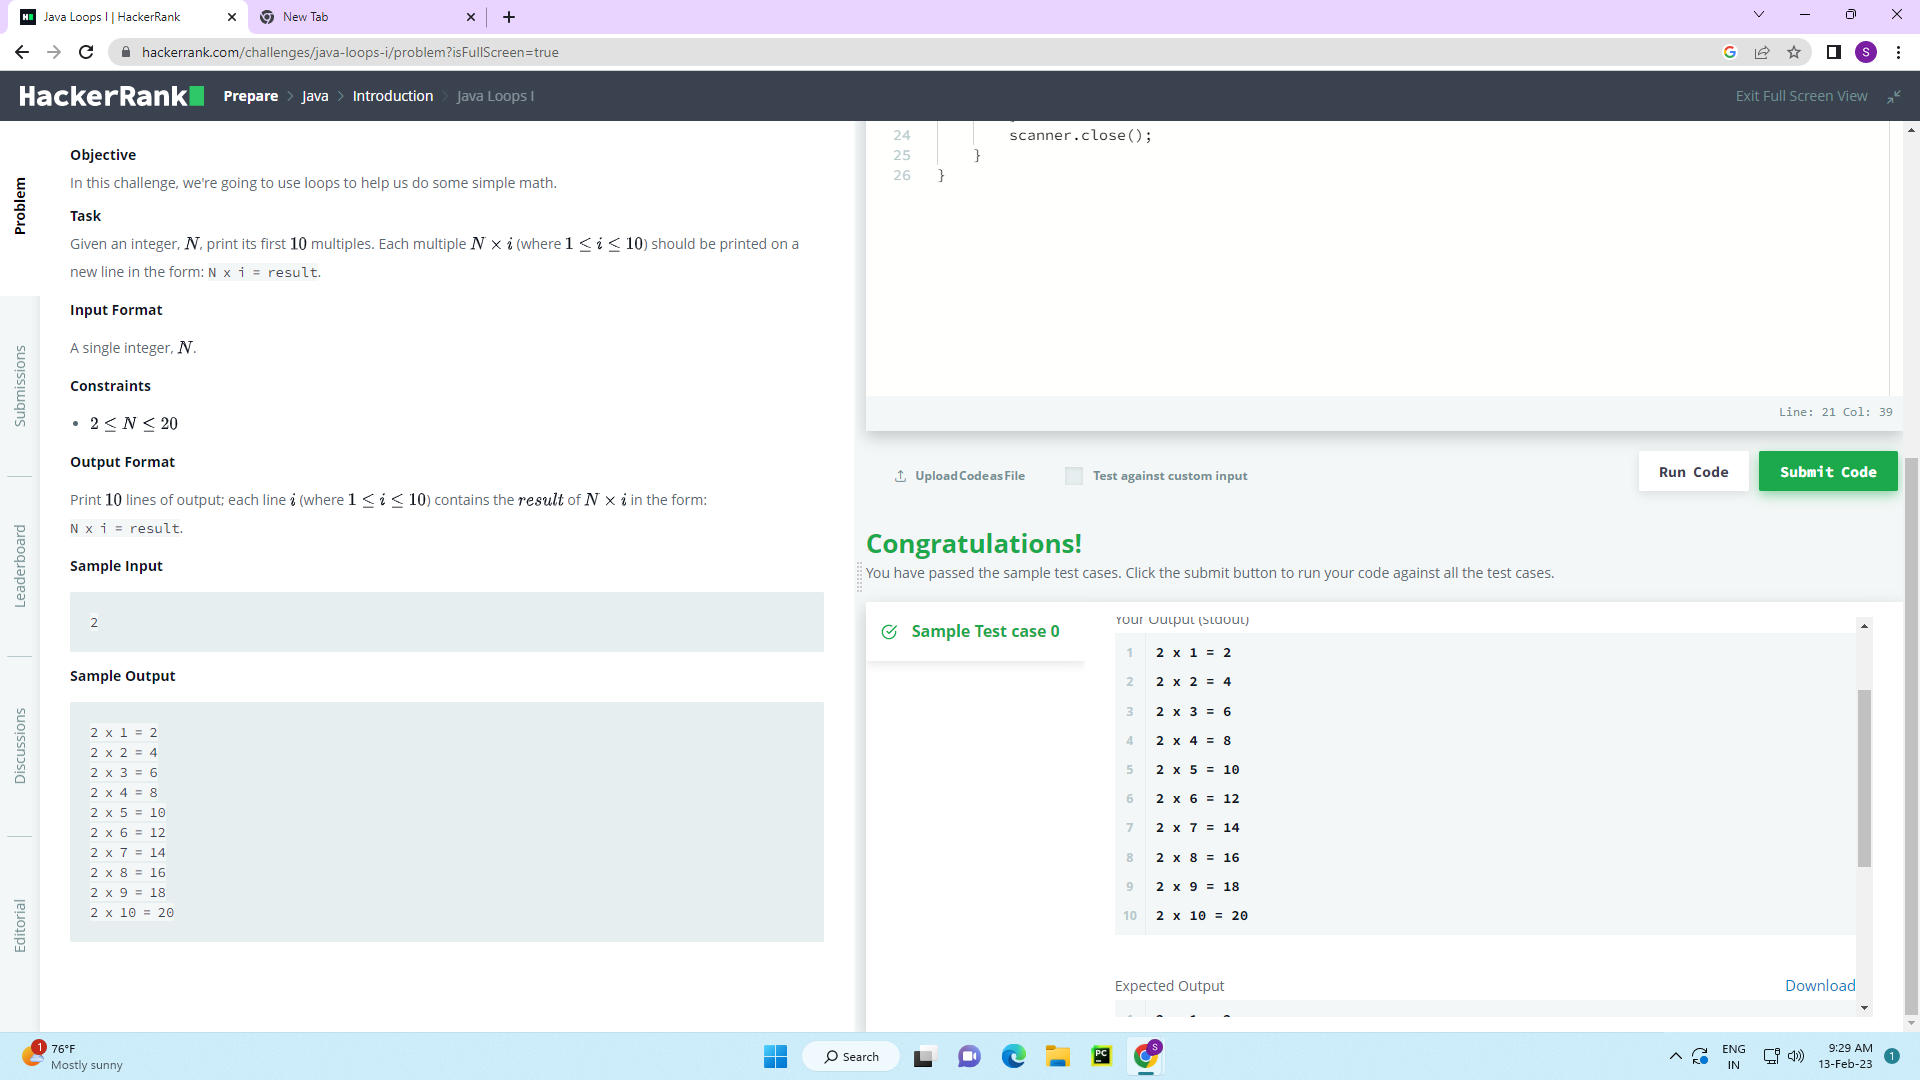 Java Loops I | HackerRank
New Tab
hackerrank.com/challenges/java-loops-i/problem?isFullScreen=true
S
HackerRank
Prepare > Java > Introduction > Java Loops I
Exit Full Screen View
Problem
Submissions
Leaderboard
Discussions
Editorial
Objective
In this challenge, we're going to use loops to help us do some simple math.
Task
Given an integer, N, print its first 10 multiples. Each multiple N × i (where 1 ≤ i ≤ 10) should be printed on a
new line in the form: N x i = result.
Input Format
A single integer, N.
Constraints
• 2 ≤ N ≤ 20
Output Format
Print 10 lines of output; each line i (where 1 ≤ i ≤ 10) contains the result of N × i in the form:
N x i = result.
Sample Input
2
Sample Output
2 x 1 = 2
2 x 2 = 4
2 x 3 = 6
2 x 4 = 8
2 x 5 = 10
2 x 6 = 12
2 x 7 = 14
2 x 8 = 16
2 x 9 = 18
2 x 10 = 20
24 scanner.close();
25 }
26 }
Line: 21 Col: 39
Upload Code as File
Test against custom input
Run Code
Submit Code
Congratulations!
You have passed the sample test cases. Click the submit button to run your code against all the test cases.
Sample Test case 0
Your Output (stdout)
1 2 x 1 = 2
2 2 x 2 = 4
3 2 x 3 = 6
4 2 x 4 = 8
5 2 x 5 = 10
6 2 x 6 = 12
7 2 x 7 = 14
8 2 x 8 = 16
9 2 x 9 = 18
10 2 x 10 = 20
Expected Output
Download
1
76°F
Mostly sunny
Search
PC
S
ENG
IN
9:29 AM
13-Feb-23
1